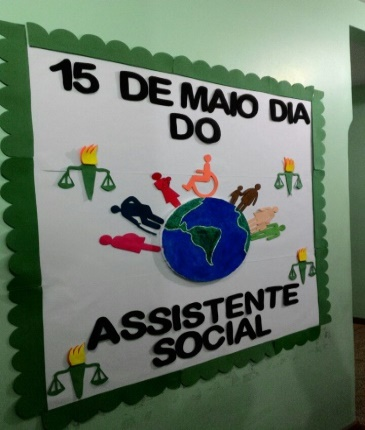 15 DE MAIO DIA
DO
ASSISTENTE
SOCIAL